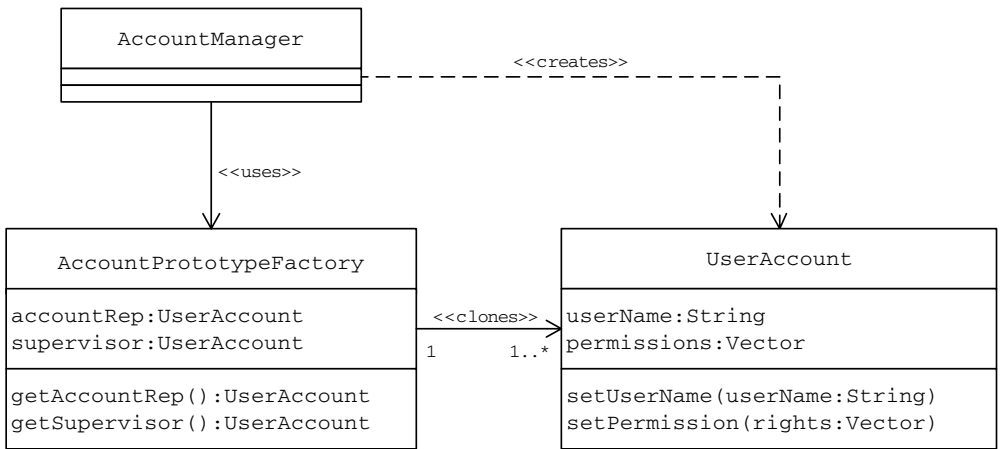 AccountManager
<<creates>>
<<uses>>
AccountPrototypeFactory
accountRep:UserAccount
supervisor:UserAccount
getAccountRep():UserAccount
getSupervisor():UserAccount
<<clones>>
1 1..*
UserAccount
userName:String
permissions:Vector
setUserName(userName:String)
setPermission(rights:Vector)